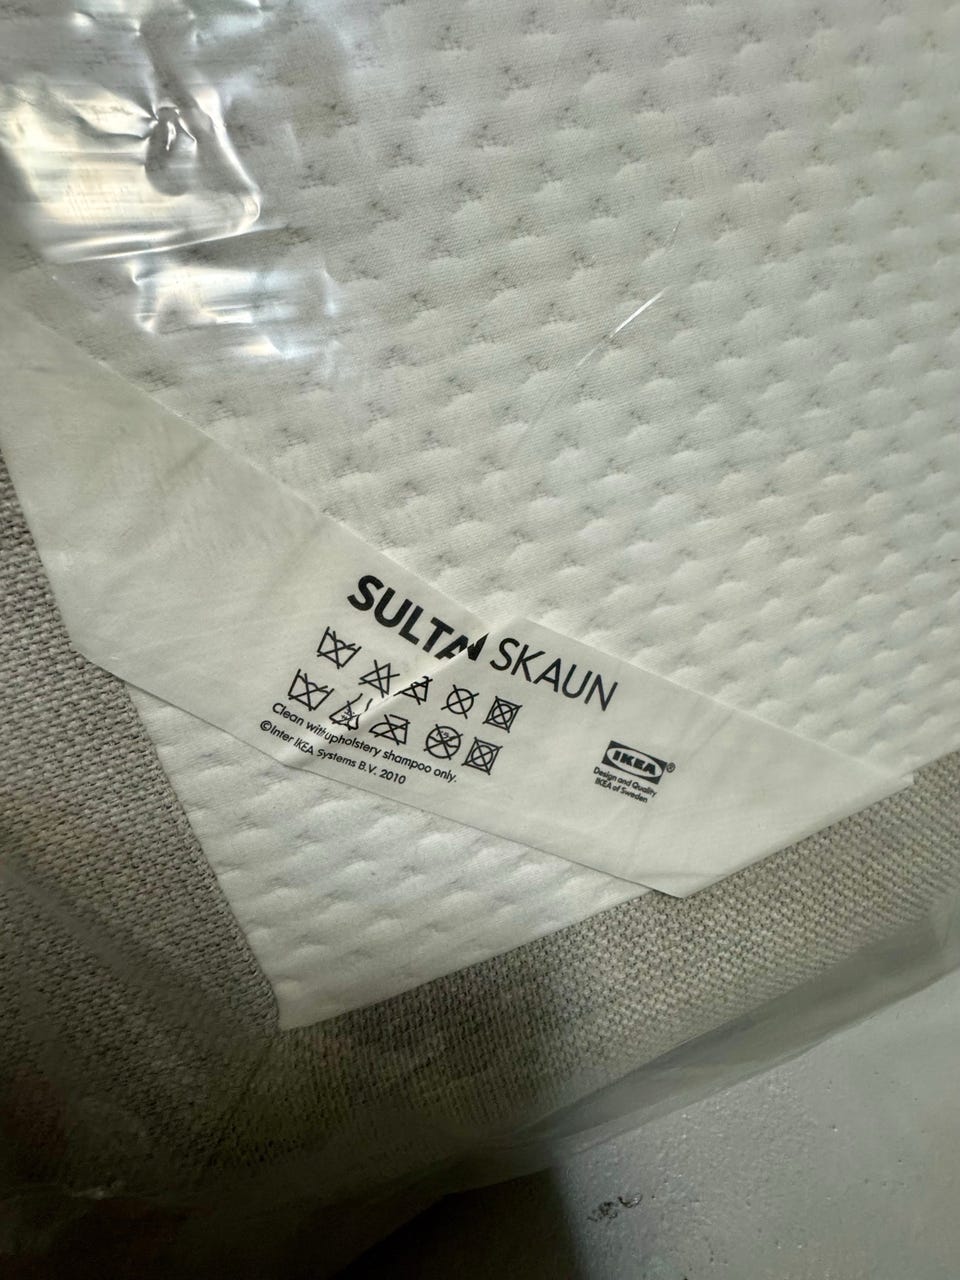 SULTAN SKAUN
Clean with upholstery shampoo only.
©Inter IKEA Systems B.V. 2010
IKEA®
Design and Quality
IKEA of Sweden